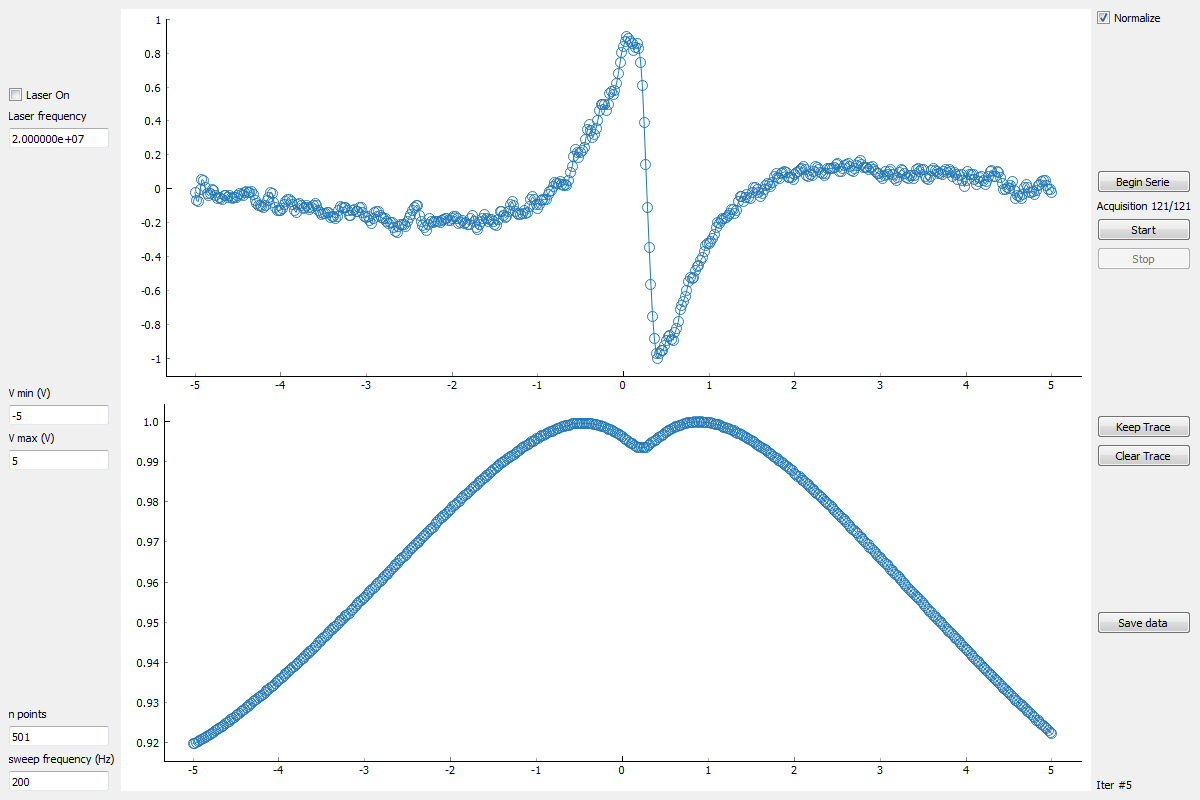 Laser On
Laser frequency
2.000000e+07
V min (V)
-5
V max (V)
5
n points
501
sweep frequency (Hz)
200
1
0.8
0.6
0.4
0.2
0
-0.2
-0.4
-0.6
-0.8
-1
-5 -4 -3 -2 -1 0 1 2 3 4 5
1.0
0.99
0.98
0.97
0.96
0.95
0.94
0.93
0.92
-5 -4 -3 -2 -1 0 1 2 3 4 5
Normalize
Begin Serie
Acquisition 121/121
Start
Stop
Keep Trace
Clear Trace
Save data
Iter #5